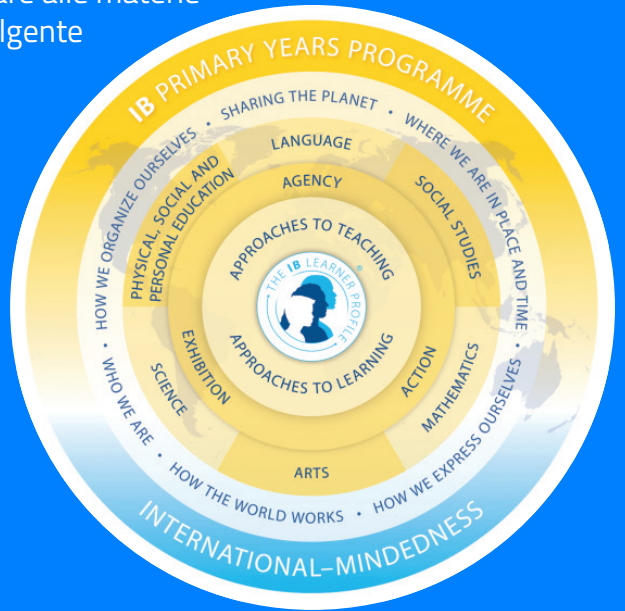 are alle materie
lgente
IB PRIMARY YEARS PROGRAMME
SHARING THE PLANET
WHERE WE ARE IN PLACE AND TIME
HOW WE EXPRESS OURSELVES
HOW THE WORLD WORKS
WHO WE ARE
HOW WE ORGANIZE OURSELVES
LANGUAGE
SOCIAL STUDIES
MATHEMATICS
ARTS
SCIENCE
PHYSICAL, SOCIAL AND
PERSONAL EDUCATION
AGENCY
ACTION
EXHIBITION
APPROACHES TO TEACHING
APPROACHES TO LEARNING
THE IB LEARNER PROFILE
®
INTERNATIONAL–MINDEDNESS